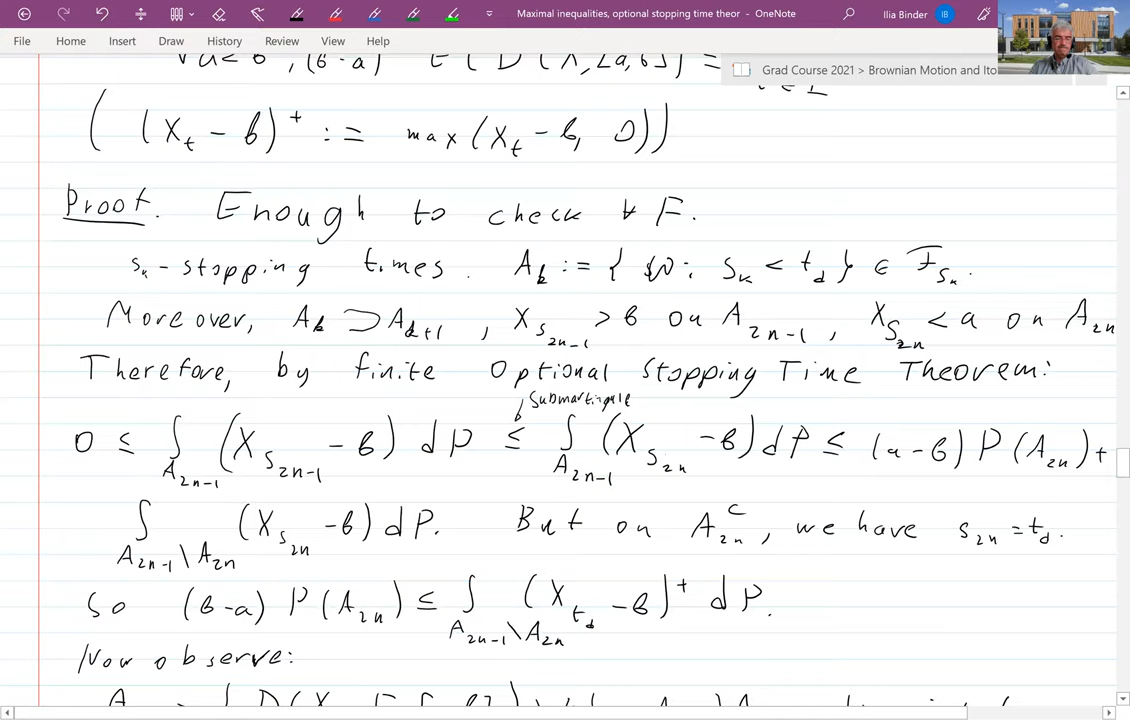 Maximal inequalities, optional stopping time theor - OneNote
Ilia Binder IB
File Home Insert Draw History Review View Help
Grad Course 2021 > Brownian Motion and Ito
( (X_t - b)^+ := max (X_t - b, 0))
Proof. Enough to check ∀ F.
s_k - stopping times. A_k := { ω: S_k < t_d } ∈ F_{S_k}.
Moreover, A_k ⊃ A_{k+1}, X_{S_{2n-1}} > b on A_{2n-1}, X_{S_{2n}} < a on A_{2n}
Therefore, by finite Optional Stopping Time Theorem:
submartingale
0 ≤ ∫_{A_{2n-1}} (X_{S_{2n-1}} - b) dP ≤ ∫_{A_{2n-1}} (X_{S_{2n}} - b) dP ≤ (a-b) P(A_{2n}) +
∫_{A_{2n-1} \ A_{2n}} (X_{S_{2n}} - b) dP. But on A_{2n}^c, we have s_{2n} = t_d.
So (b-a) P(A_{2n}) ≤ ∫_{A_{2n-1} \ A_{2n}} (X_{t_d} - b)^+ dP.
Now observe: